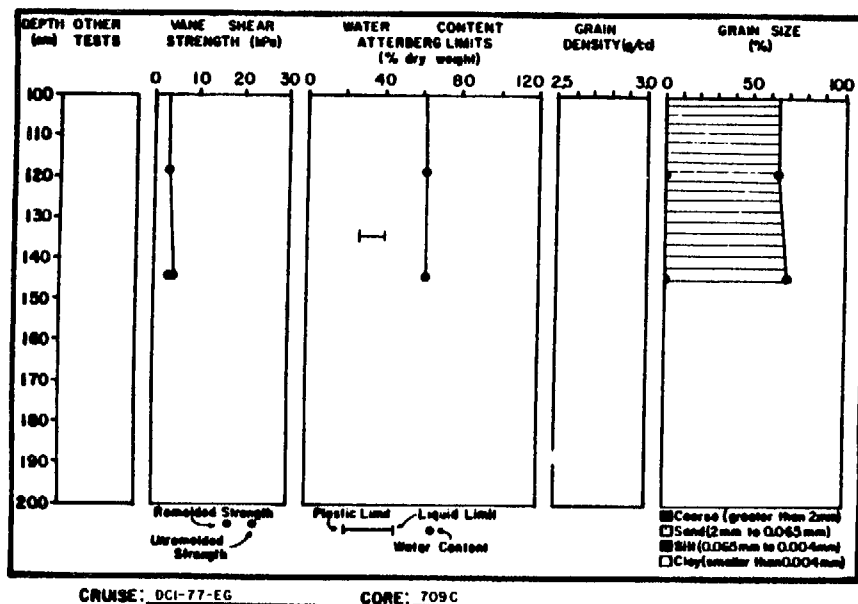 DEPTH OTHER VANE SHEAR WATER CONTENT GRAIN GRAIN SIZE
(cm) TESTS STRENGTH (kPa) ATTERBERG LIMITS DENSITY (g/cc) (%)
(% dry weight)
0 10 20 30 0 40 80 120 2.5 3.0 0 50 100
100
110
120
130
140
150
160
170
180
190
200
Remolded Strength Plastic Limit Liquid Limit Coarse (greater than 2mm)
Unremolded Water Content Sand (2mm to 0.065mm)
Strength Silt (0.065mm to 0.004mm)
Clay (smaller than 0.004mm)
CRUISE: DC1-77-EG CORE: 709C